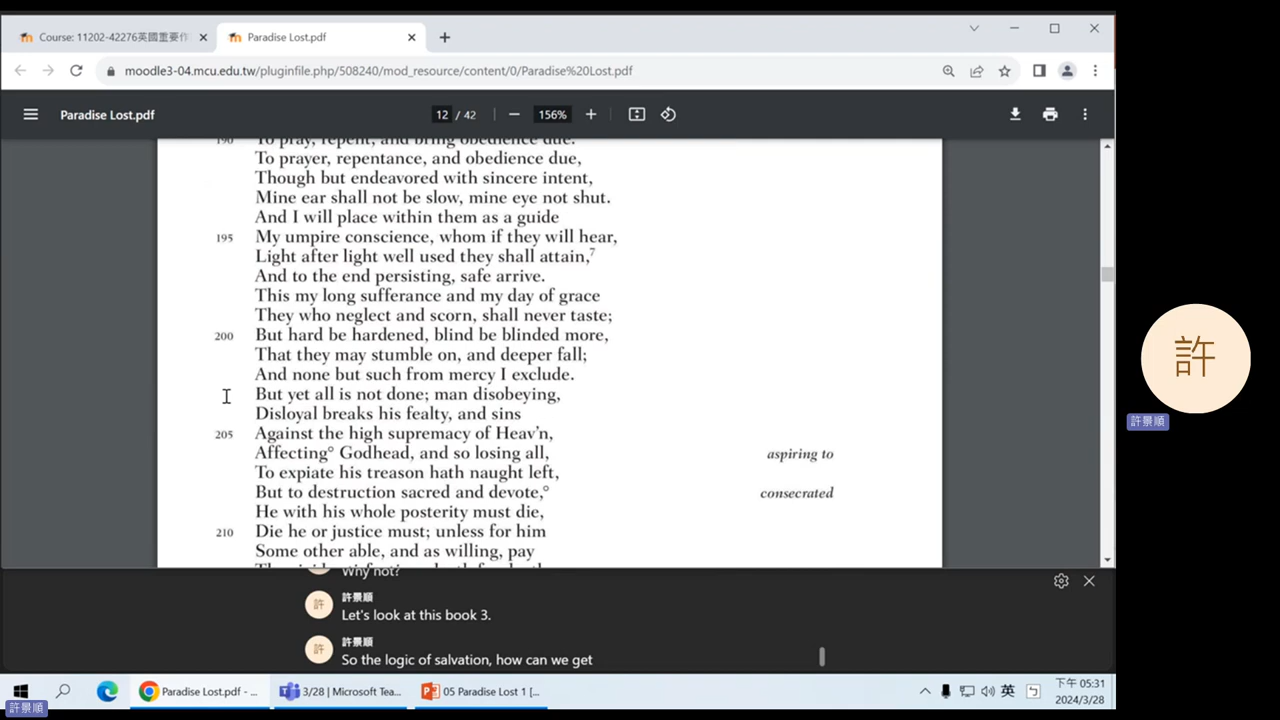 Course: 11202-42276英國重要作
Paradise Lost.pdf
moodle3-04.mcu.edu.tw/pluginfile.php/508240/mod_resource/content/0/Paradise%20Lost.pdf
Paradise Lost.pdf
12 / 42
156%
190 To pray, repent, and bring obedience due.
To prayer, repentance, and obedience due,
Though but endeavored with sincere intent,
Mine ear shall not be slow, mine eye not shut.
And I will place within them as a guide
195 My umpire conscience, whom if they will hear,
Light after light well used they shall attain,7
And to the end persisting, safe arrive.
This my long sufferance and my day of grace
They who neglect and scorn, shall never taste;
200 But hard be hardened, blind be blinded more,
That they may stumble on, and deeper fall;
And none but such from mercy I exclude.
But yet all is not done; man disobeying,
Disloyal breaks his fealty, and sins
205 Against the high supremacy of Heav'n,
Affecting° Godhead, and so losing all, aspiring to
To expiate his treason hath naught left,
But to destruction sacred and devote,° consecrated
He with his whole posterity must die,
210 Die he or justice must; unless for him
Some other able, and as willing, pay
Why not?
許 許景順
Let's look at this book 3.
許 許景順
So the logic of salvation, how can we get
許
許景順
Paradise Lost.pdf - ...
3/28 | Microsoft Tea...
05 Paradise Lost 1 [...
英
下午 05:31
2024/3/28
許景順